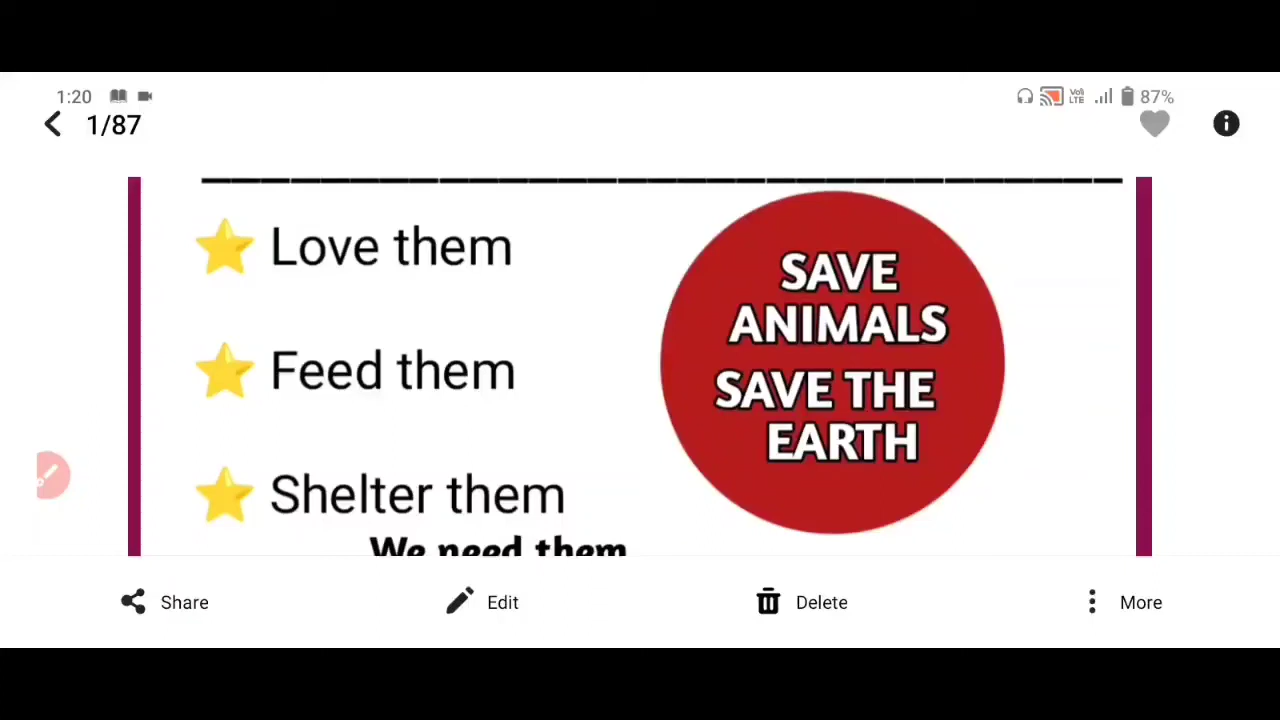 1:20
87%
1/87
Love them
Feed them
Shelter them
We need them
SAVE
ANIMALS
SAVE THE
EARTH
Share
Edit
Delete
More